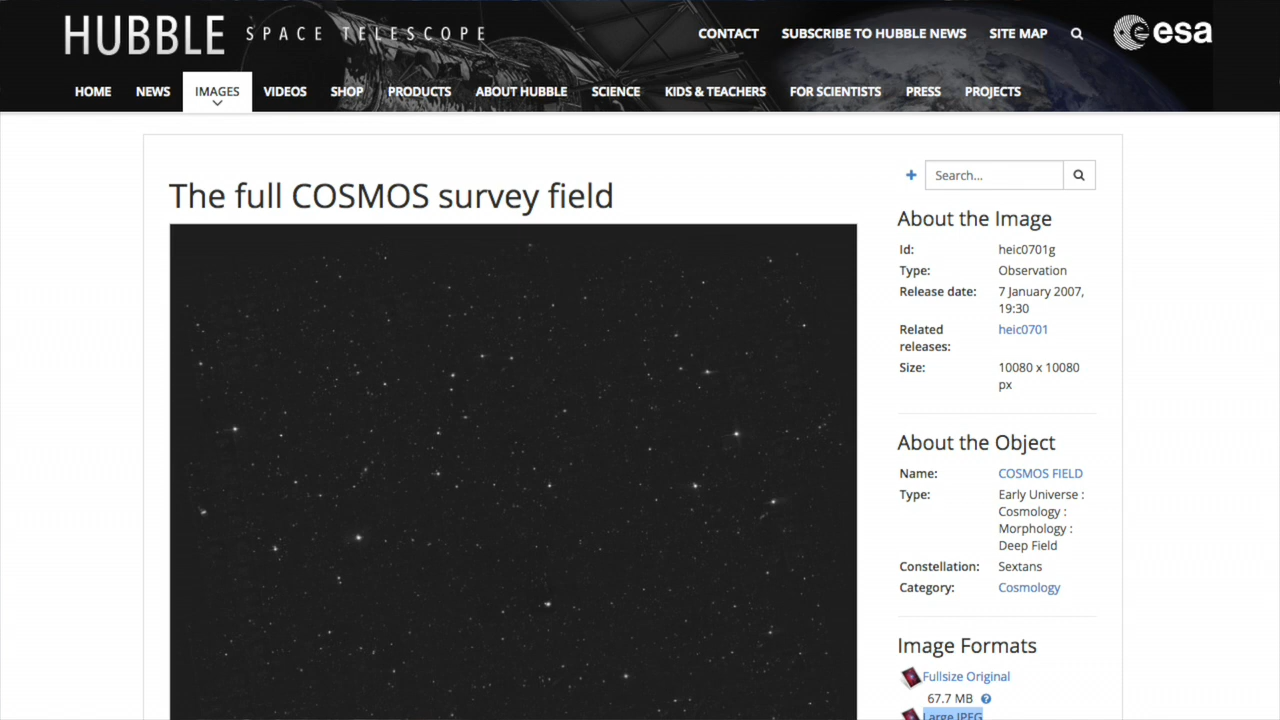 HUBBLE SPACE TELESCOPE
CONTACT SUBSCRIBE TO HUBBLE NEWS SITE MAP
esa
HOME NEWS IMAGES VIDEOS SHOP PRODUCTS ABOUT HUBBLE SCIENCE KIDS & TEACHERS FOR SCIENTISTS PRESS PROJECTS
The full COSMOS survey field
+ Search...
About the Image
Id: heic0701g
Type: Observation
Release date: 7 January 2007,
19:30
Related heic0701
releases:
Size: 10080 x 10080
px
About the Object
Name: COSMOS FIELD
Type: Early Universe :
Cosmology :
Morphology :
Deep Field
Constellation: Sextans
Category: Cosmology
Image Formats
Fullsize Original
67.7 MB ?
Large JPEG